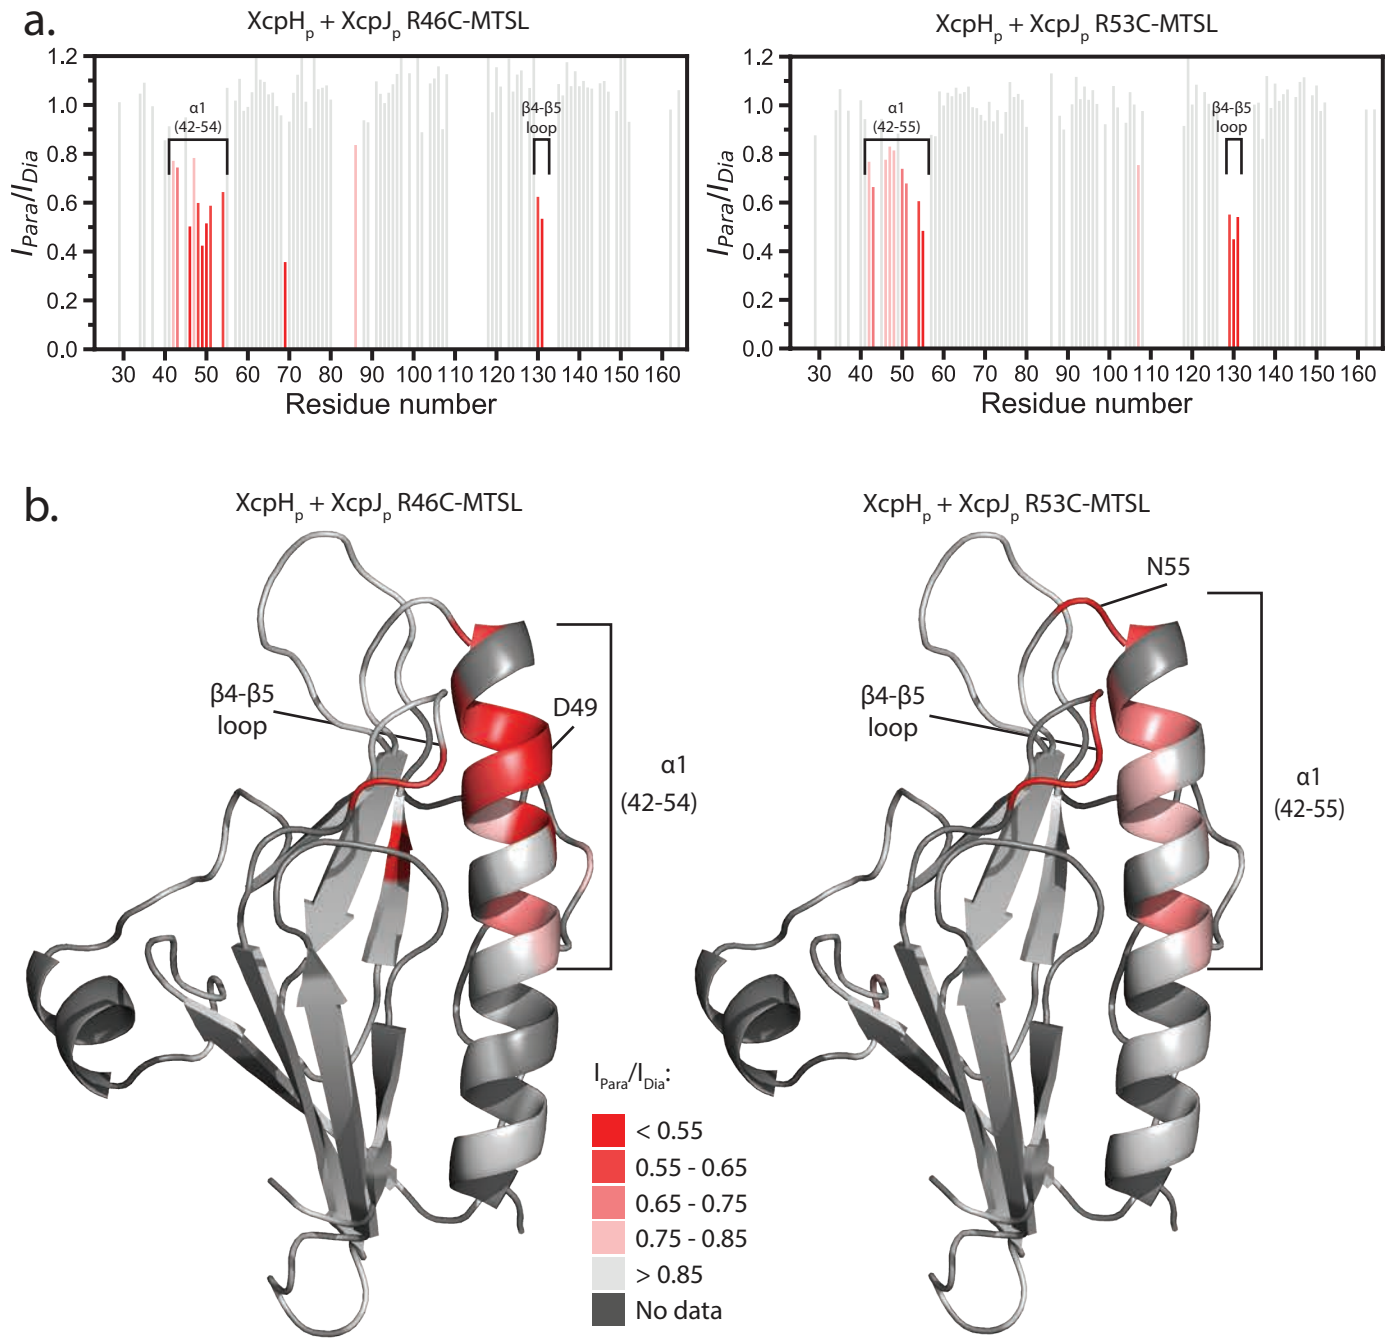 a.
XcpHₚ + XcpJₚ R46C-MTSL
I_Para/I_Dia
1.2
1.0
0.8
0.6
0.4
0.2
0.0
α1
(42-54)
β4-β5
loop
30 40 50 60 70 80 90 100 110 120 130 140 150 160
Residue number
XcpHₚ + XcpJₚ R53C-MTSL
I_Para/I_Dia
1.2
1.0
0.8
0.6
0.4
0.2
0.0
α1
(42-55)
β4-β5
loop
30 40 50 60 70 80 90 100 110 120 130 140 150 160
Residue number
b.
XcpHₚ + XcpJₚ R46C-MTSL
β4-β5
loop
D49
α1
(42-54)
XcpHₚ + XcpJₚ R53C-MTSL
N55
β4-β5
loop
α1
(42-55)
I_Para/I_Dia:
< 0.55
0.55 - 0.65
0.65 - 0.75
0.75 - 0.85
> 0.85
No data